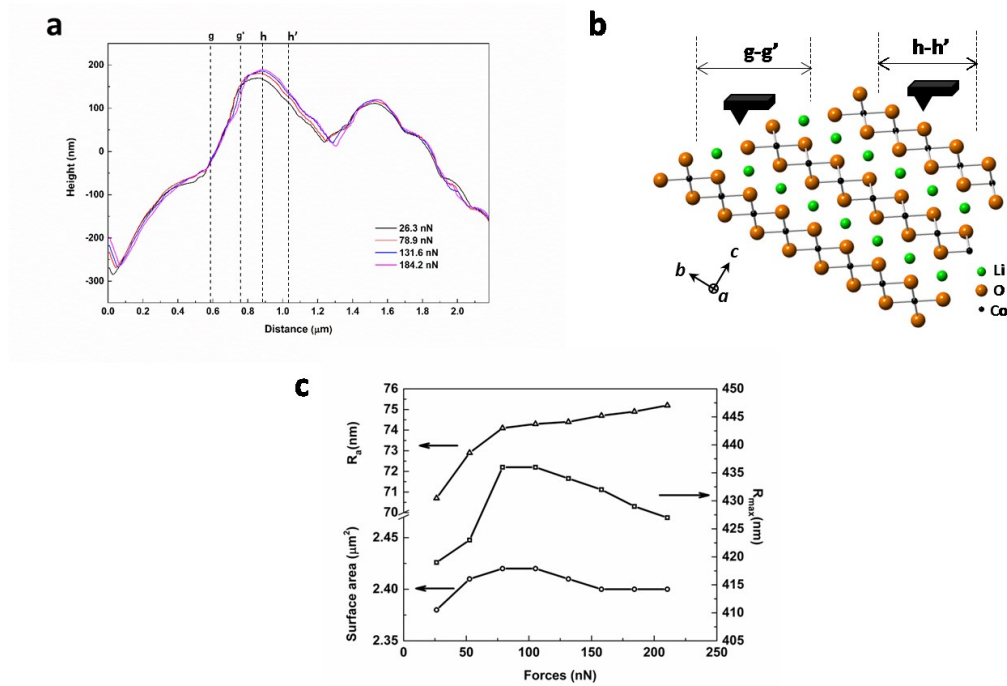 a
g g' h h'
200
100
0
-100
-200
-300
Height (nm)
26.3 nN
78.9 nN
131.6 nN
184.2 nN
0.0 0.2 0.4 0.6 0.8 1.0 1.2 1.4 1.6 1.8 2.0
Distance (μm)
b
g-g’ h-h’
b c a
Li
O
Co
c
76
75
74
73
72
71
70
Ra(nm)
2.45
2.40
2.35
Surface area (μm²)
450
445
440
435
430
425
420
415
410
405
Rmax(nm)
0 50 100 150 200 250
Forces (nN)